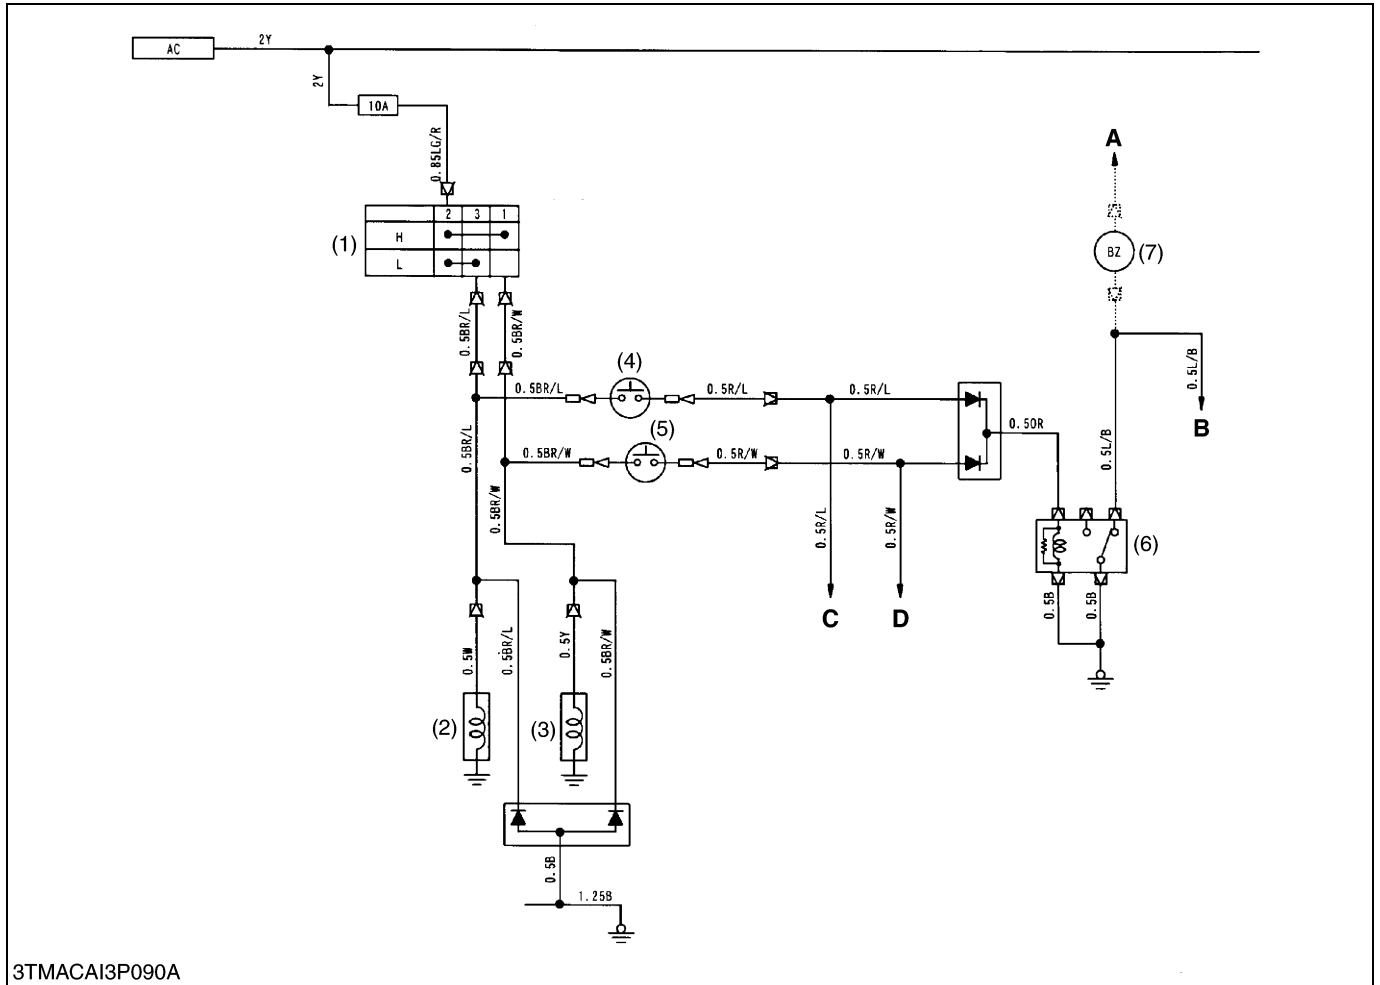 AC
2Y
2Y
10A
0.85LG/R
A
2 3 1
H
L
(1)
BZ
(7)
0.5BR/L
0.5BR/W
(4)
0.5BR/L
0.5R/L
0.5R/L
0.5L/B
B
(5)
0.5BR/W
0.5R/W
0.5R/W
0.5OR
0.5BR/L
0.5L/B
0.5BR/W
0.5R/L
0.5R/W
(6)
C
D
0.5B
0.5B
0.5W
0.5BR/L
0.5Y
0.5BR/W
(2)
(3)
0.5B
1.25B
3TMACAI3P090A